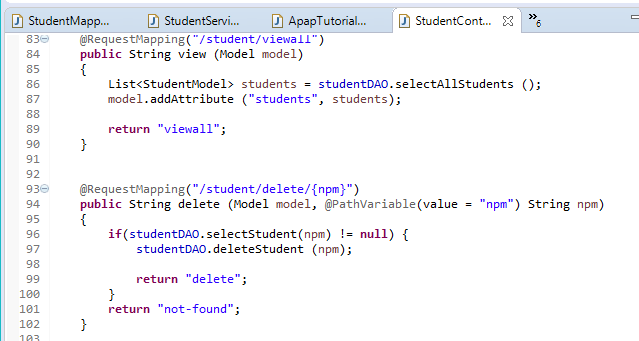 StudentMapp...
StudentServi...
ApapTutorial...
StudentCont...
»6
83 @RequestMapping("/student/viewall")
84 public String view (Model model)
85 {
86 List<StudentModel> students = studentDAO.selectAllStudents ();
87 model.addAttribute ("students", students);
88
89 return "viewall";
90 }
91
92
93 @RequestMapping("/student/delete/{npm}")
94 public String delete (Model model, @PathVariable(value = "npm") String npm)
95 {
96 if(studentDAO.selectStudent(npm) != null) {
97 studentDAO.deleteStudent (npm);
98
99 return "delete";
100 }
101 return "not-found";
102 }
103